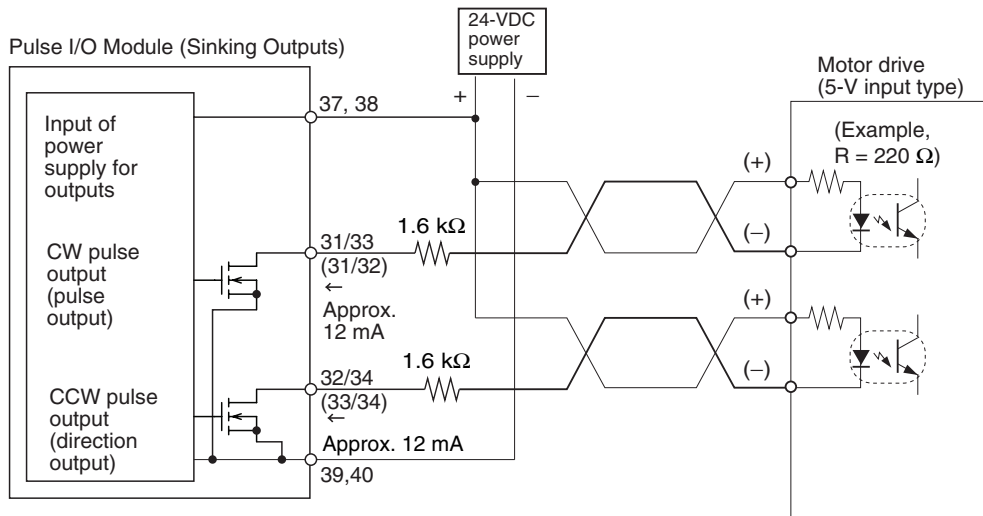 24-VDC
power
supply
Pulse I/O Module (Sinking Outputs)
Motor drive
(5-V input type)
+
−
37, 38
Input of
power
supply for
outputs
(Example,
R = 220 Ω)
(+)
1.6 kΩ
31/33
(31/32)
(−)
CW pulse
output
(pulse
output)
←
Approx.
12 mA
(+)
1.6 kΩ
32/34
(33/34)
(−)
←
CCW pulse
output
(direction
output)
Approx. 12 mA
39,40